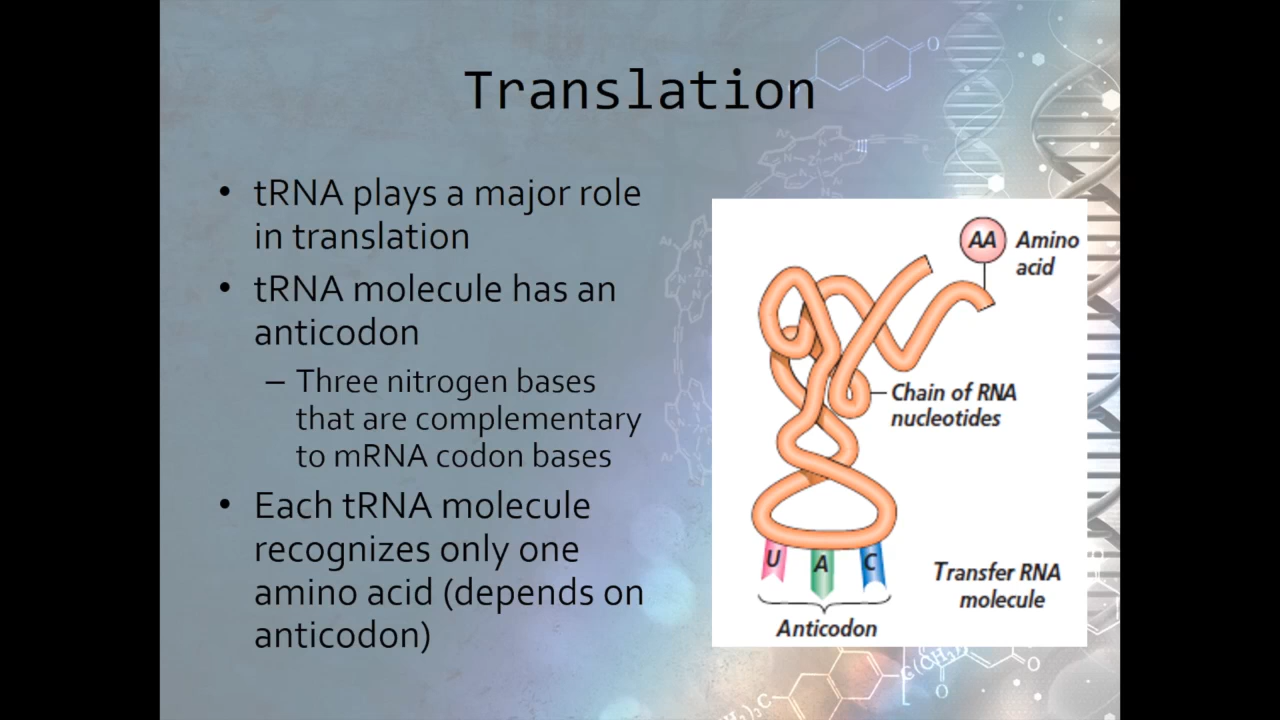 Translation
• tRNA plays a major role
in translation
• tRNA molecule has an
anticodon
– Three nitrogen bases
that are complementary
to mRNA codon bases
• Each tRNA molecule
recognizes only one
amino acid (depends on
anticodon)
AA Amino
acid
Chain of RNA
nucleotides
U A C
Transfer RNA
molecule
Anticodon